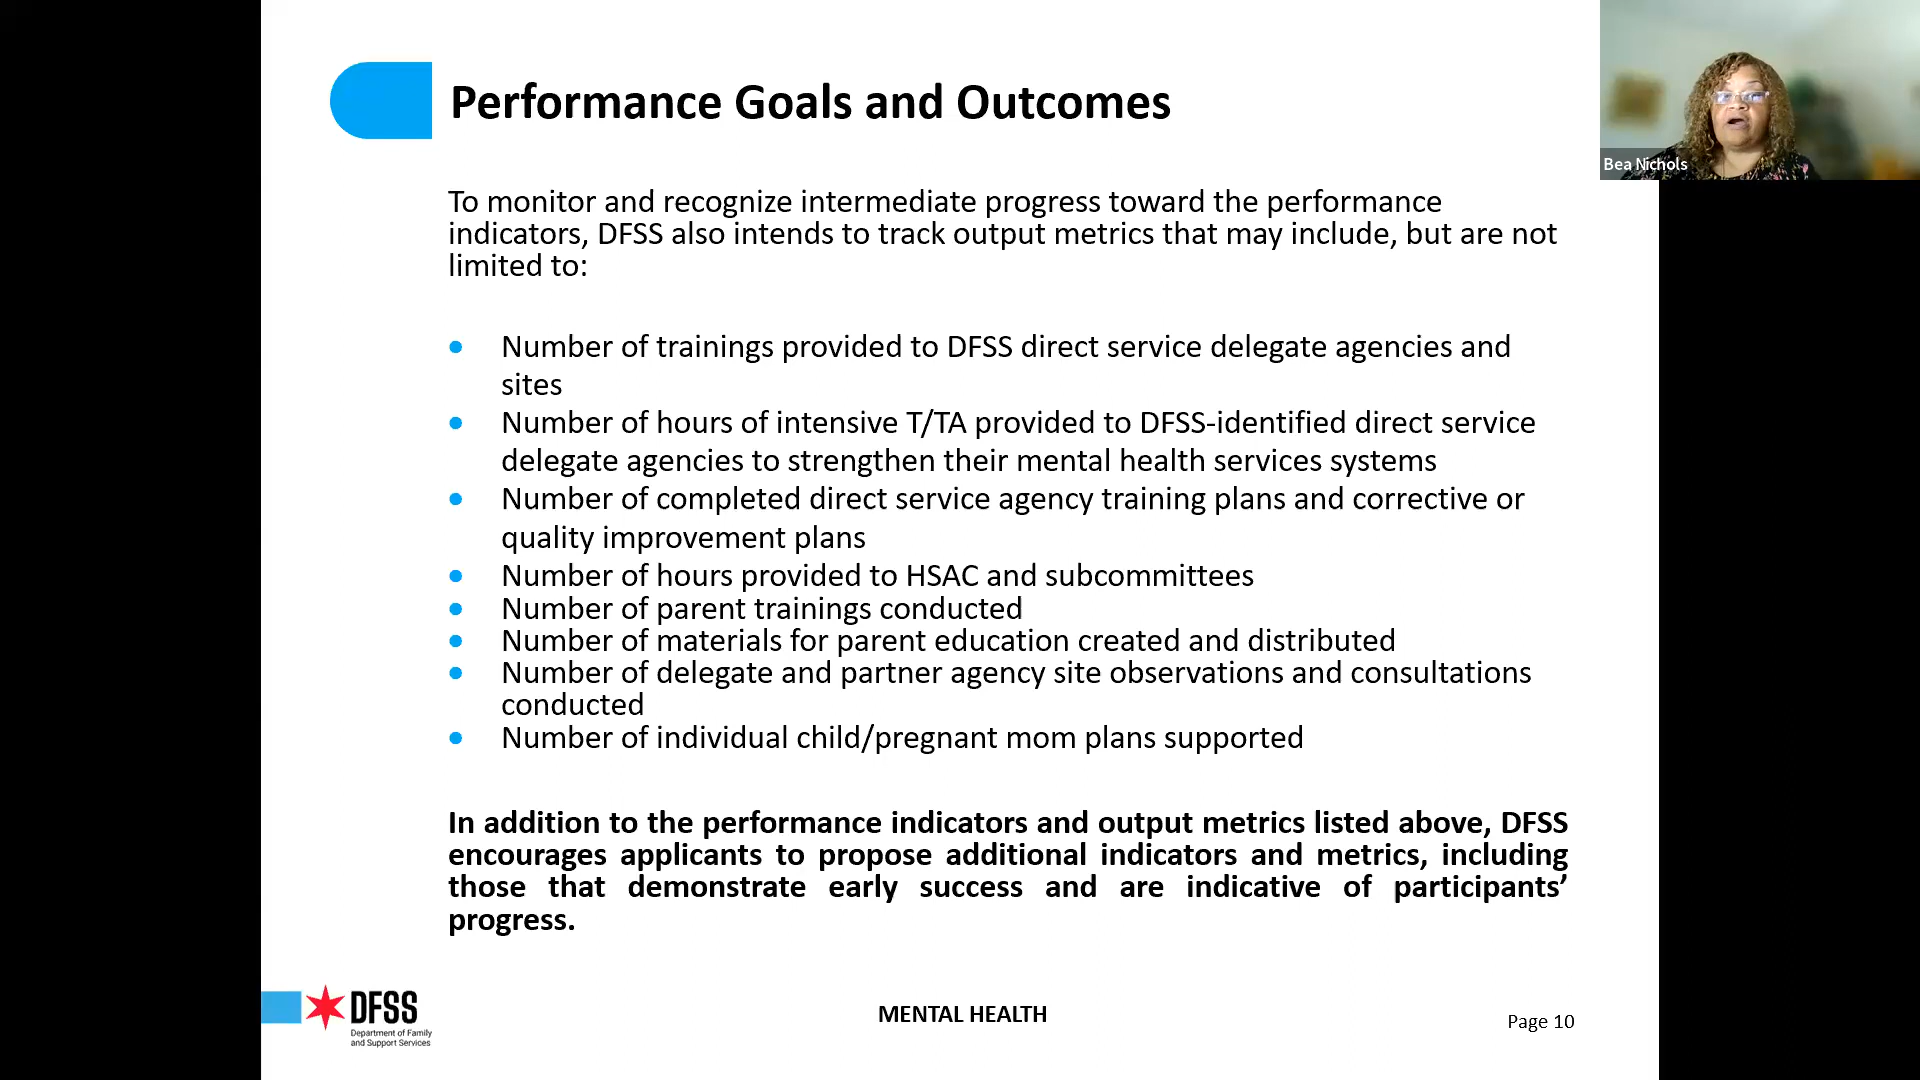 Performance Goals and Outcomes
Bea Nichols
To monitor and recognize intermediate progress toward the performance
indicators, DFSS also intends to track output metrics that may include, but are not
limited to:
• Number of trainings provided to DFSS direct service delegate agencies and
sites
• Number of hours of intensive T/TA provided to DFSS-identified direct service
delegate agencies to strengthen their mental health services systems
• Number of completed direct service agency training plans and corrective or
quality improvement plans
• Number of hours provided to HSAC and subcommittees
• Number of parent trainings conducted
• Number of materials for parent education created and distributed
• Number of delegate and partner agency site observations and consultations
conducted
• Number of individual child/pregnant mom plans supported
In addition to the performance indicators and output metrics listed above, DFSS
encourages applicants to propose additional indicators and metrics, including
those that demonstrate early success and are indicative of participants’
progress.
DFSS
Department of Family
and Support Services
MENTAL HEALTH
Page 10